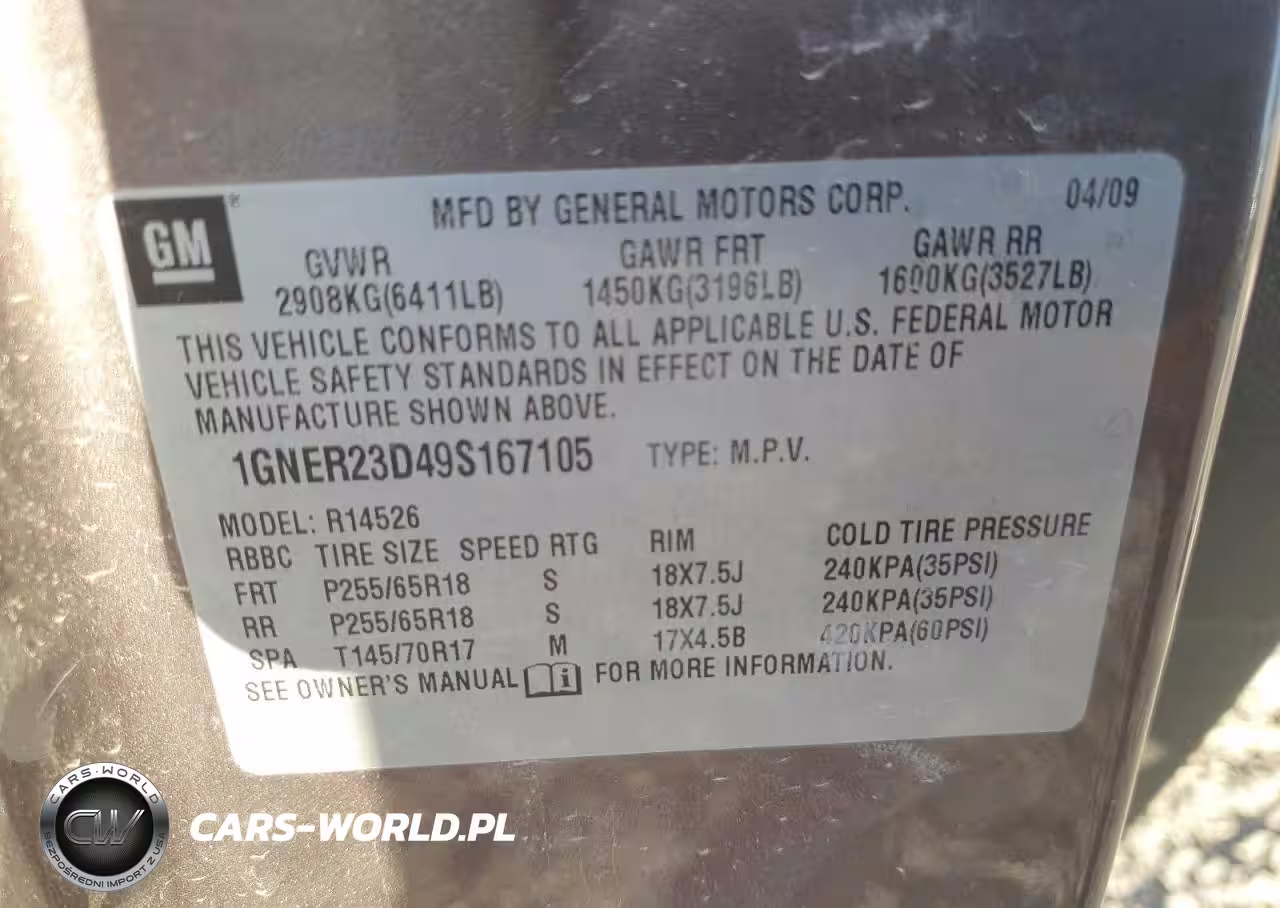 GM
MFD BY GENERAL MOTORS CORP. 04/09
GVWR GAWR FRT GAWR RR
2908KG(6411LB) 1450KG(3196LB) 1600KG(3527LB)
THIS VEHICLE CONFORMS TO ALL APPLICABLE U.S. FEDERAL MOTOR
VEHICLE SAFETY STANDARDS IN EFFECT ON THE DATE OF
MANUFACTURE SHOWN ABOVE.
1GNER23D49S167105 TYPE: M.P.V.
MODEL: R14526
RBBC TIRE SIZE SPEED RTG RIM COLD TIRE PRESSURE
FRT P255/65R18 S 18X7.5J 240KPA(35PSI)
RR P255/65R18 S 18X7.5J 240KPA(35PSI)
SPA T145/70R17 M 17X4.5B 420KPA(60PSI)
SEE OWNER'S MANUAL i FOR MORE INFORMATION.
CARS-WORLD
CW
BEZPOŚREDNI IMPORT Z USA
CARS-WORLD.PL